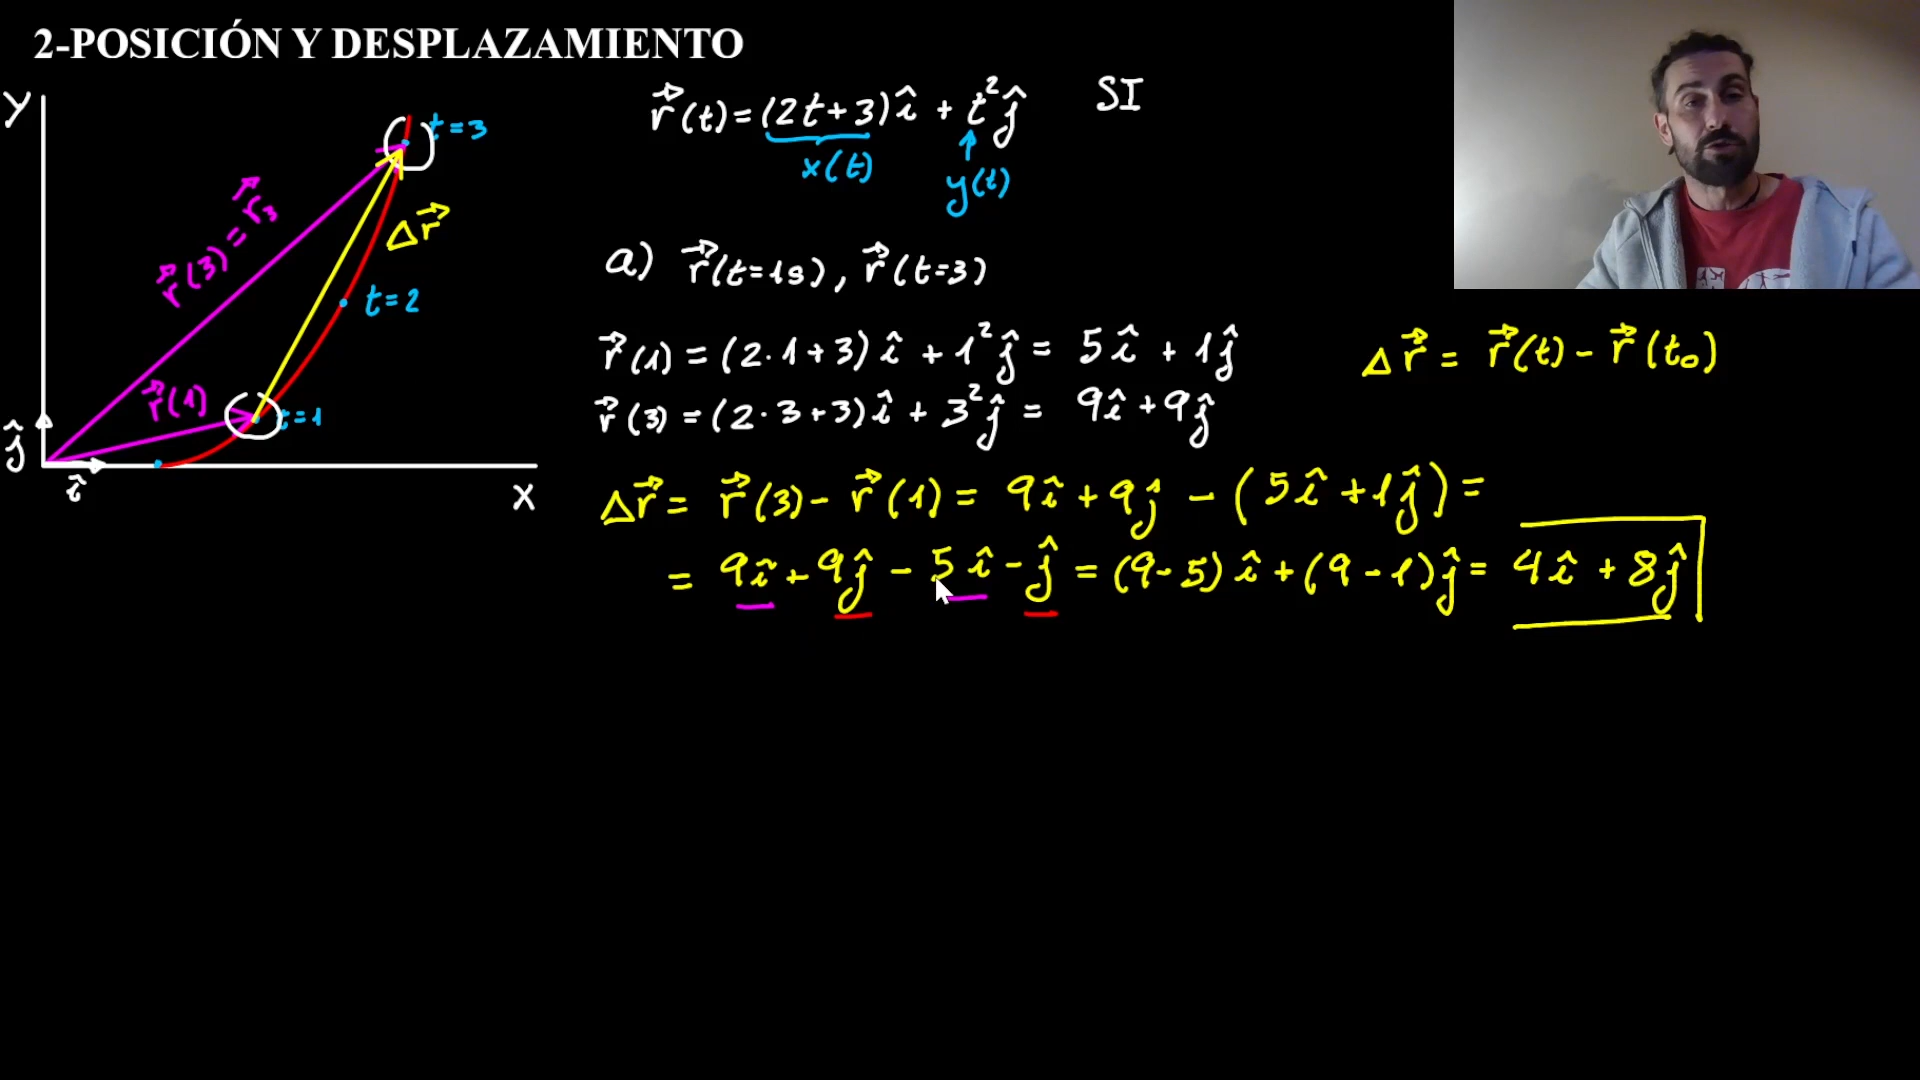 2-POSICIÓN Y DESPLAZAMIENTO
Y
t=3
r⃗(3) = r⃗₃
Δr⃗
t=2
r⃗(1)
t=1
ĵ
î
X
r⃗(t) = (2t+3)î + t²ĵ SI
x(t)
y(t)
a) r⃗(t=1s), r⃗(t=3)
r⃗(1) = (2·1+3)î + 1²ĵ = 5î + 1ĵ
r⃗(3) = (2·3+3)î + 3²ĵ = 9î + 9ĵ
Δr⃗ = r⃗(t) - r⃗(t₀)
Δr⃗ = r⃗(3) - r⃗(1) = 9î + 9ĵ - (5î + 1ĵ) =
= 9î + 9ĵ - 5î - ĵ = (9-5)î + (9-1)ĵ = 4î + 8ĵ